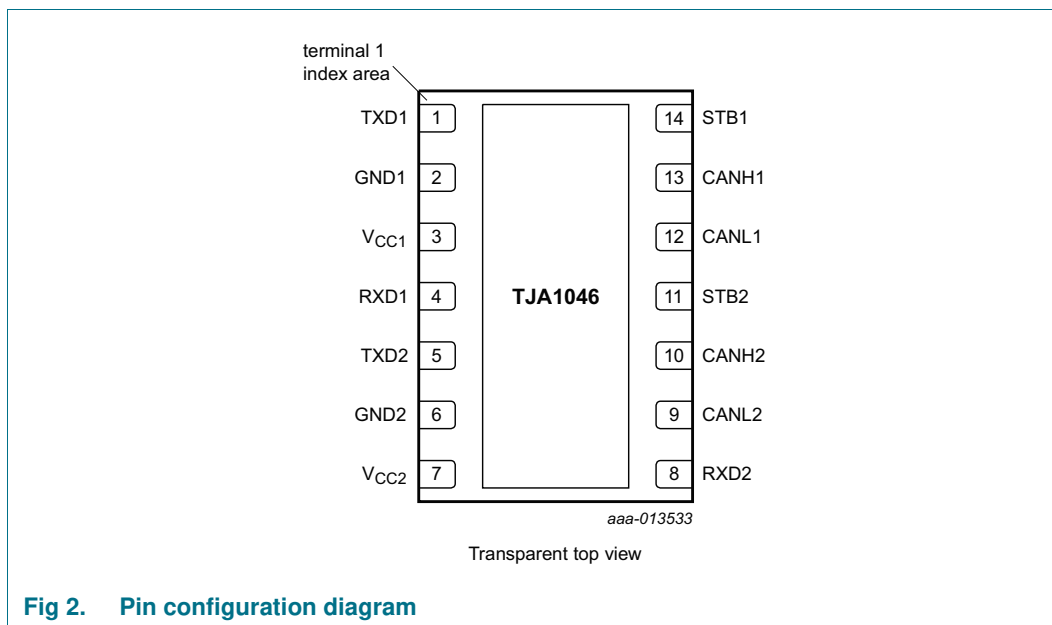 terminal 1
index area
TXD1 1
GND1 2
VCC1 3
RXD1 4
TXD2 5
GND2 6
VCC2 7
TJA1046
14 STB1
13 CANH1
12 CANL1
11 STB2
10 CANH2
9 CANL2
8 RXD2
aaa-013533
Transparent top view
Fig 2. Pin configuration diagram